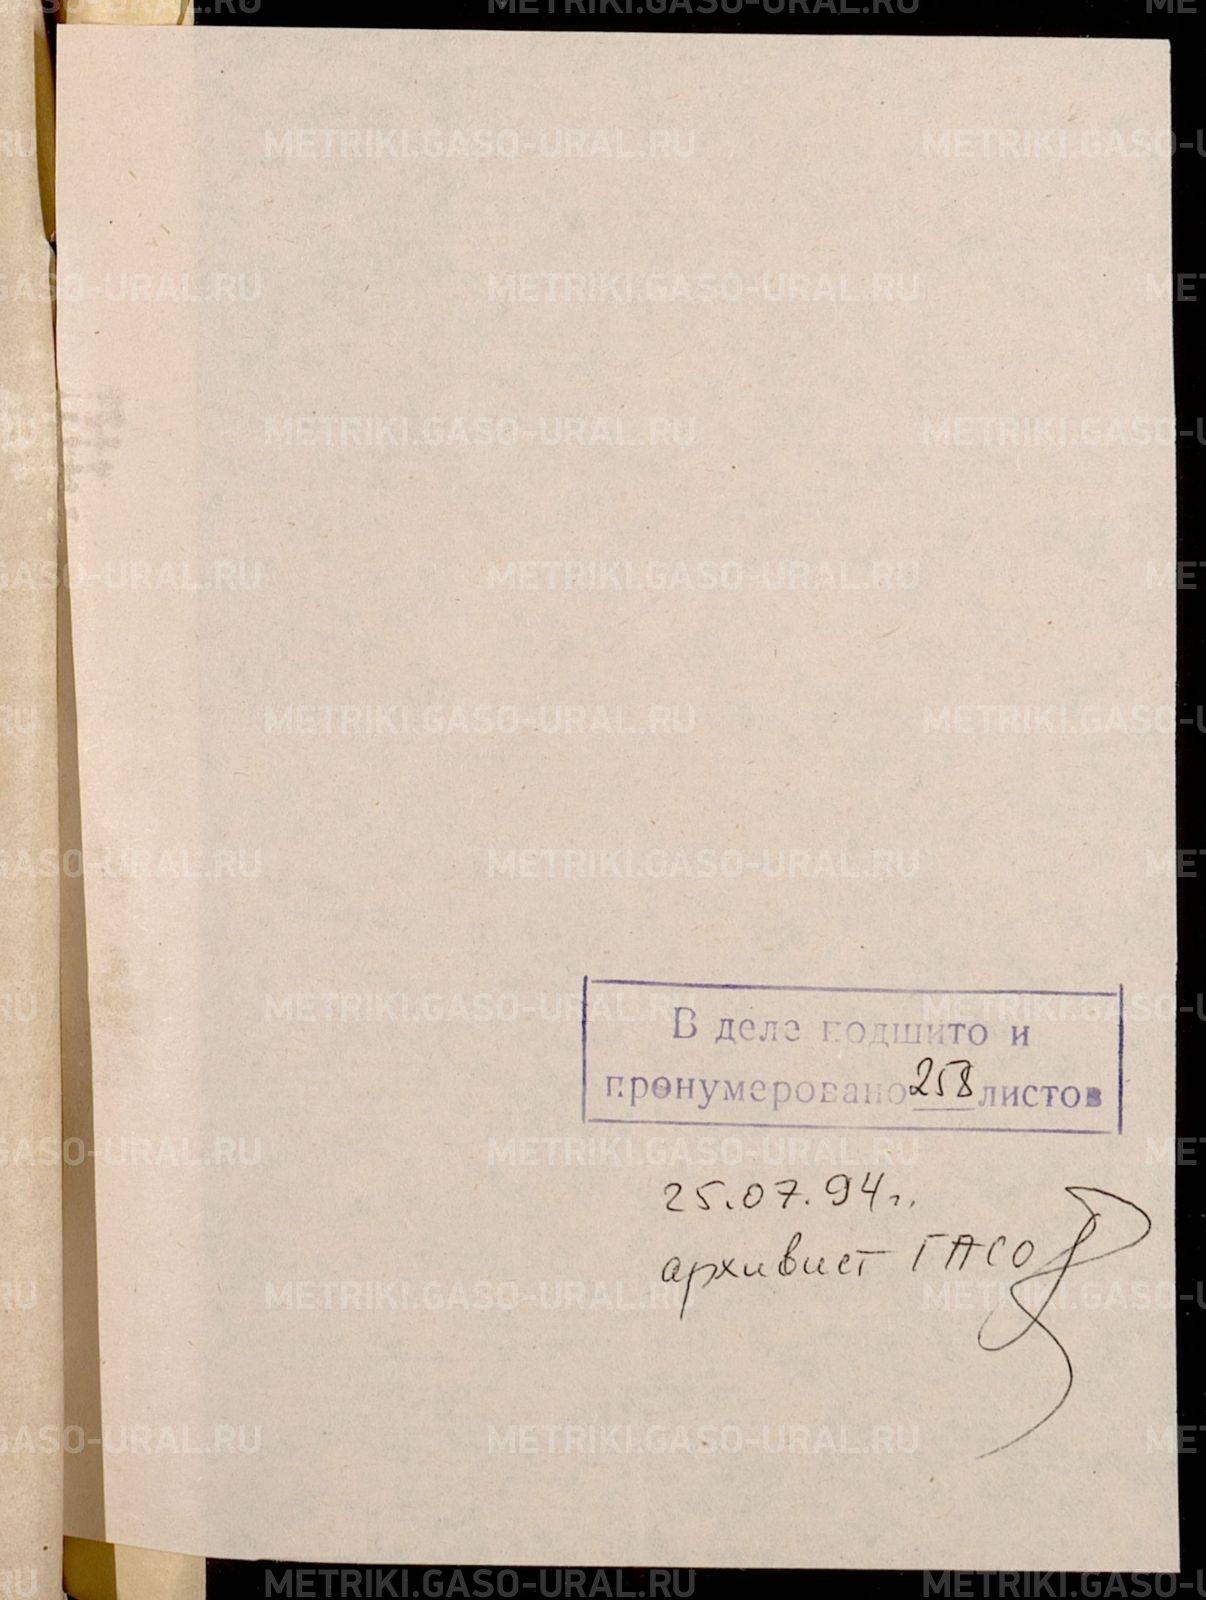 В деле подшито и
пронумеровано 258 листов
25.07.94г.
архивист ГАСО
METRIKI.GASO-URAL.RU